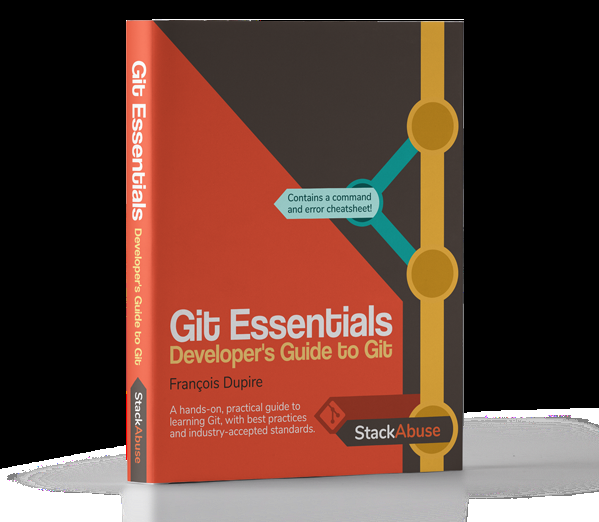 Git Essentials Developer's Guide to Git
StackAbuse
Contains a command
and error cheatsheet!
Git Essentials
Developer's Guide to Git
François Dupire
A hands-on, practical guide to
learning Git, with best practices
and industry-accepted standards.
StackAbuse